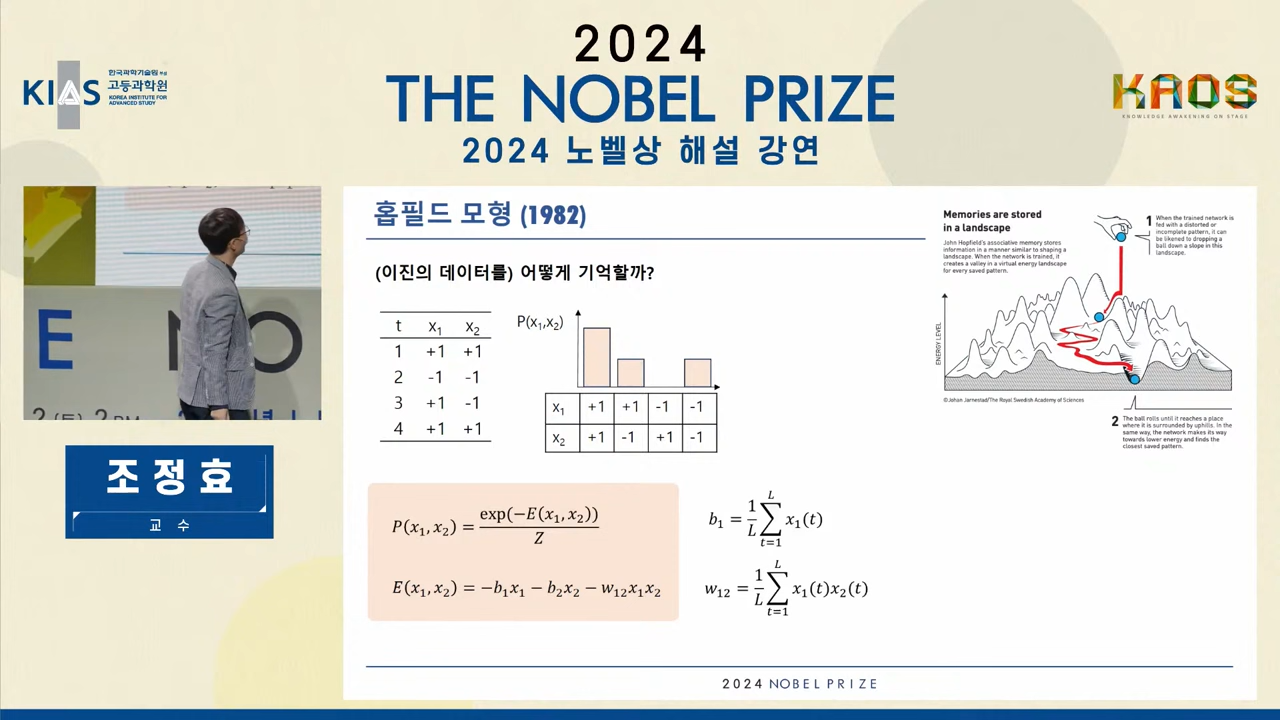 2024
THE NOBEL PRIZE
2024 노벨상 해설 강연
KIAS
한국과학기술원 부설
고등과학원
KOREA INSTITUTE FOR
ADVANCED STUDY
KAOS
KNOWLEDGE AWAKENING ON STAGE
E NO
조정효
교 수
홉필드 모형 (1982)
(이진의 데이터를) 어떻게 기억할까?
t x₁ x₂
1 +1 +1
2 -1 -1
3 +1 -1
4 +1 +1
P(x₁,x₂)
x₁ +1 +1 -1 -1
x₂ +1 -1 +1 -1
P(x₁, x₂) = exp(−E(x₁, x₂)) / Z
E(x₁, x₂) = −b₁x₁ − b₂x₂ − w₁₂x₁x₂
b₁ = 1/L ∑ t=1 L x₁(t)
w₁₂ = 1/L ∑ t=1 L x₁(t)x₂(t)
Memories are stored
in a landscape
John Hopfield's associative memory stores
information in a manner similar to shaping a
landscape. When the network is trained, it
creates a valley in a virtual energy landscape
for every saved pattern.
1 When the trained network is
fed with a distorted or
incomplete pattern, it can
be likened to dropping a
ball down a slope in this
landscape.
ENERGY LEVEL
©Johan Jarnestad/The Royal Swedish Academy of Sciences
2 The ball rolls until it reaches a place
where it is surrounded by uphills. In the
same way, the network makes its way
towards lower energy and finds the
closest saved pattern.
2024 NOBEL PRIZE